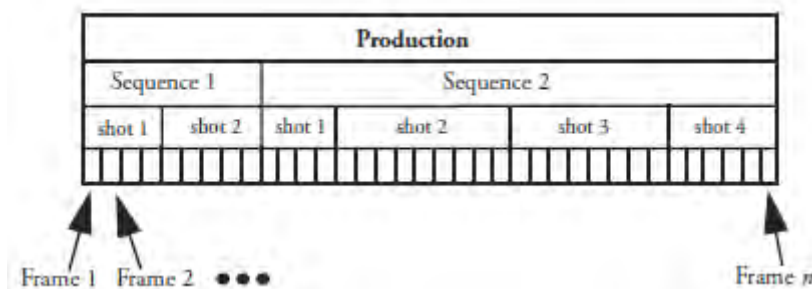 Production
Sequence 1 Sequence 2
shot 1 shot 2 shot 1 shot 2 shot 3 shot 4
Frame 1 Frame 2 ●●● Frame n